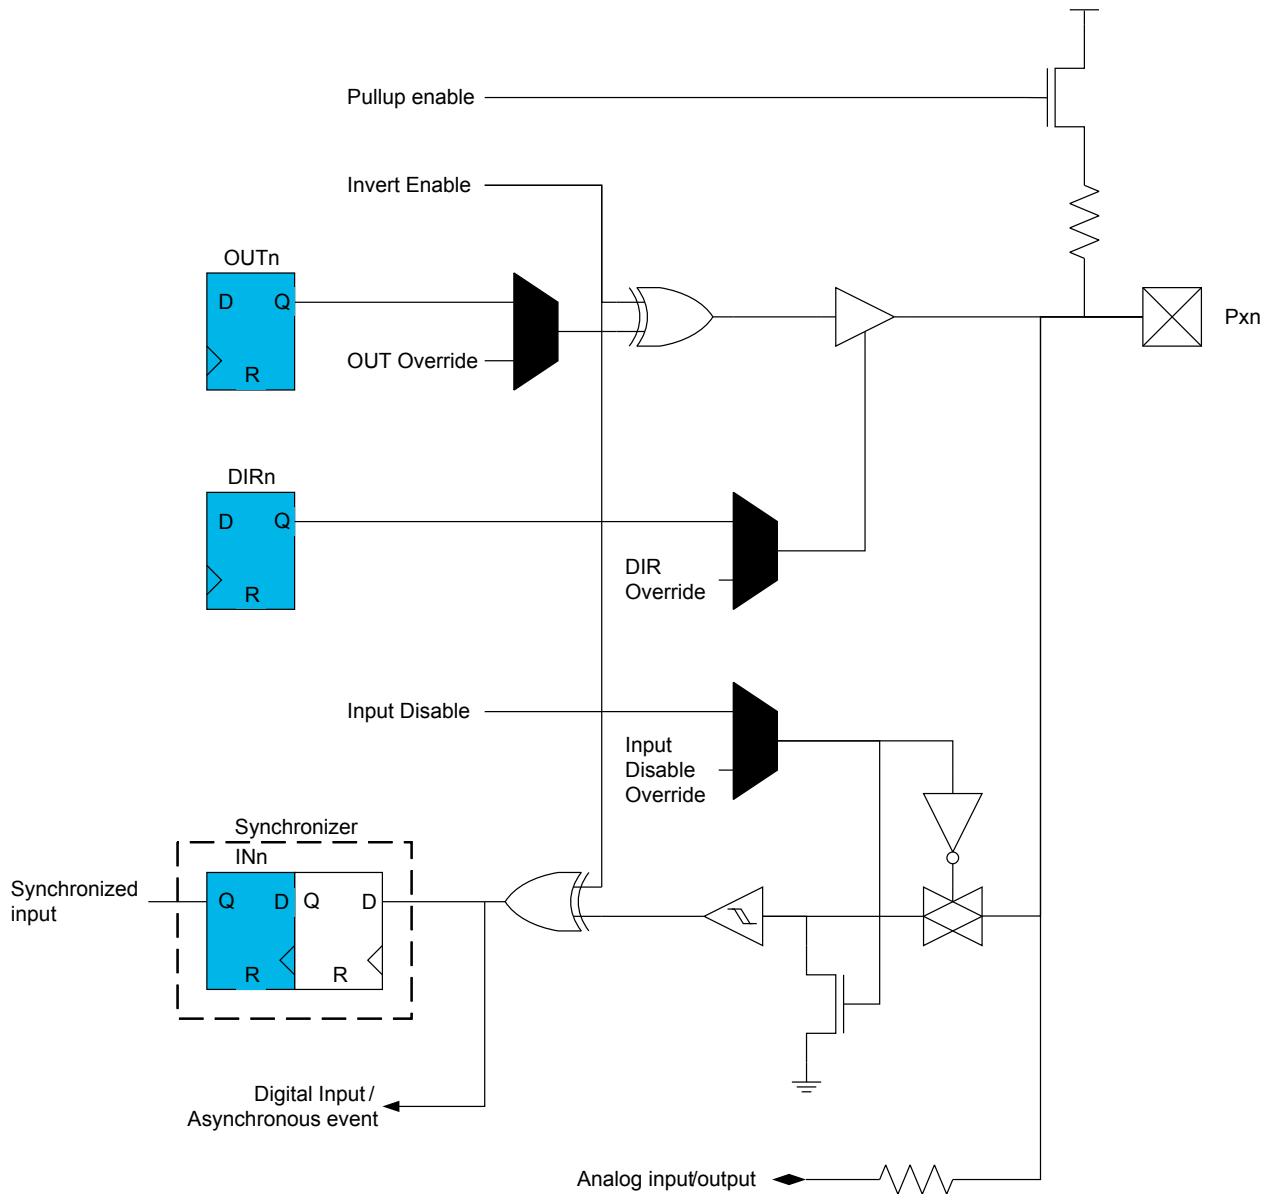 Pullup enable
Invert Enable
OUTn
D Q
R
OUT Override
Pxn
DIRn
D Q
R
DIR
Override
Input Disable
Input
Disable
Override
Synchronizer
INn
Synchronized
input
Q D Q D
R R
Digital Input /
Asynchronous event
Analog input/output